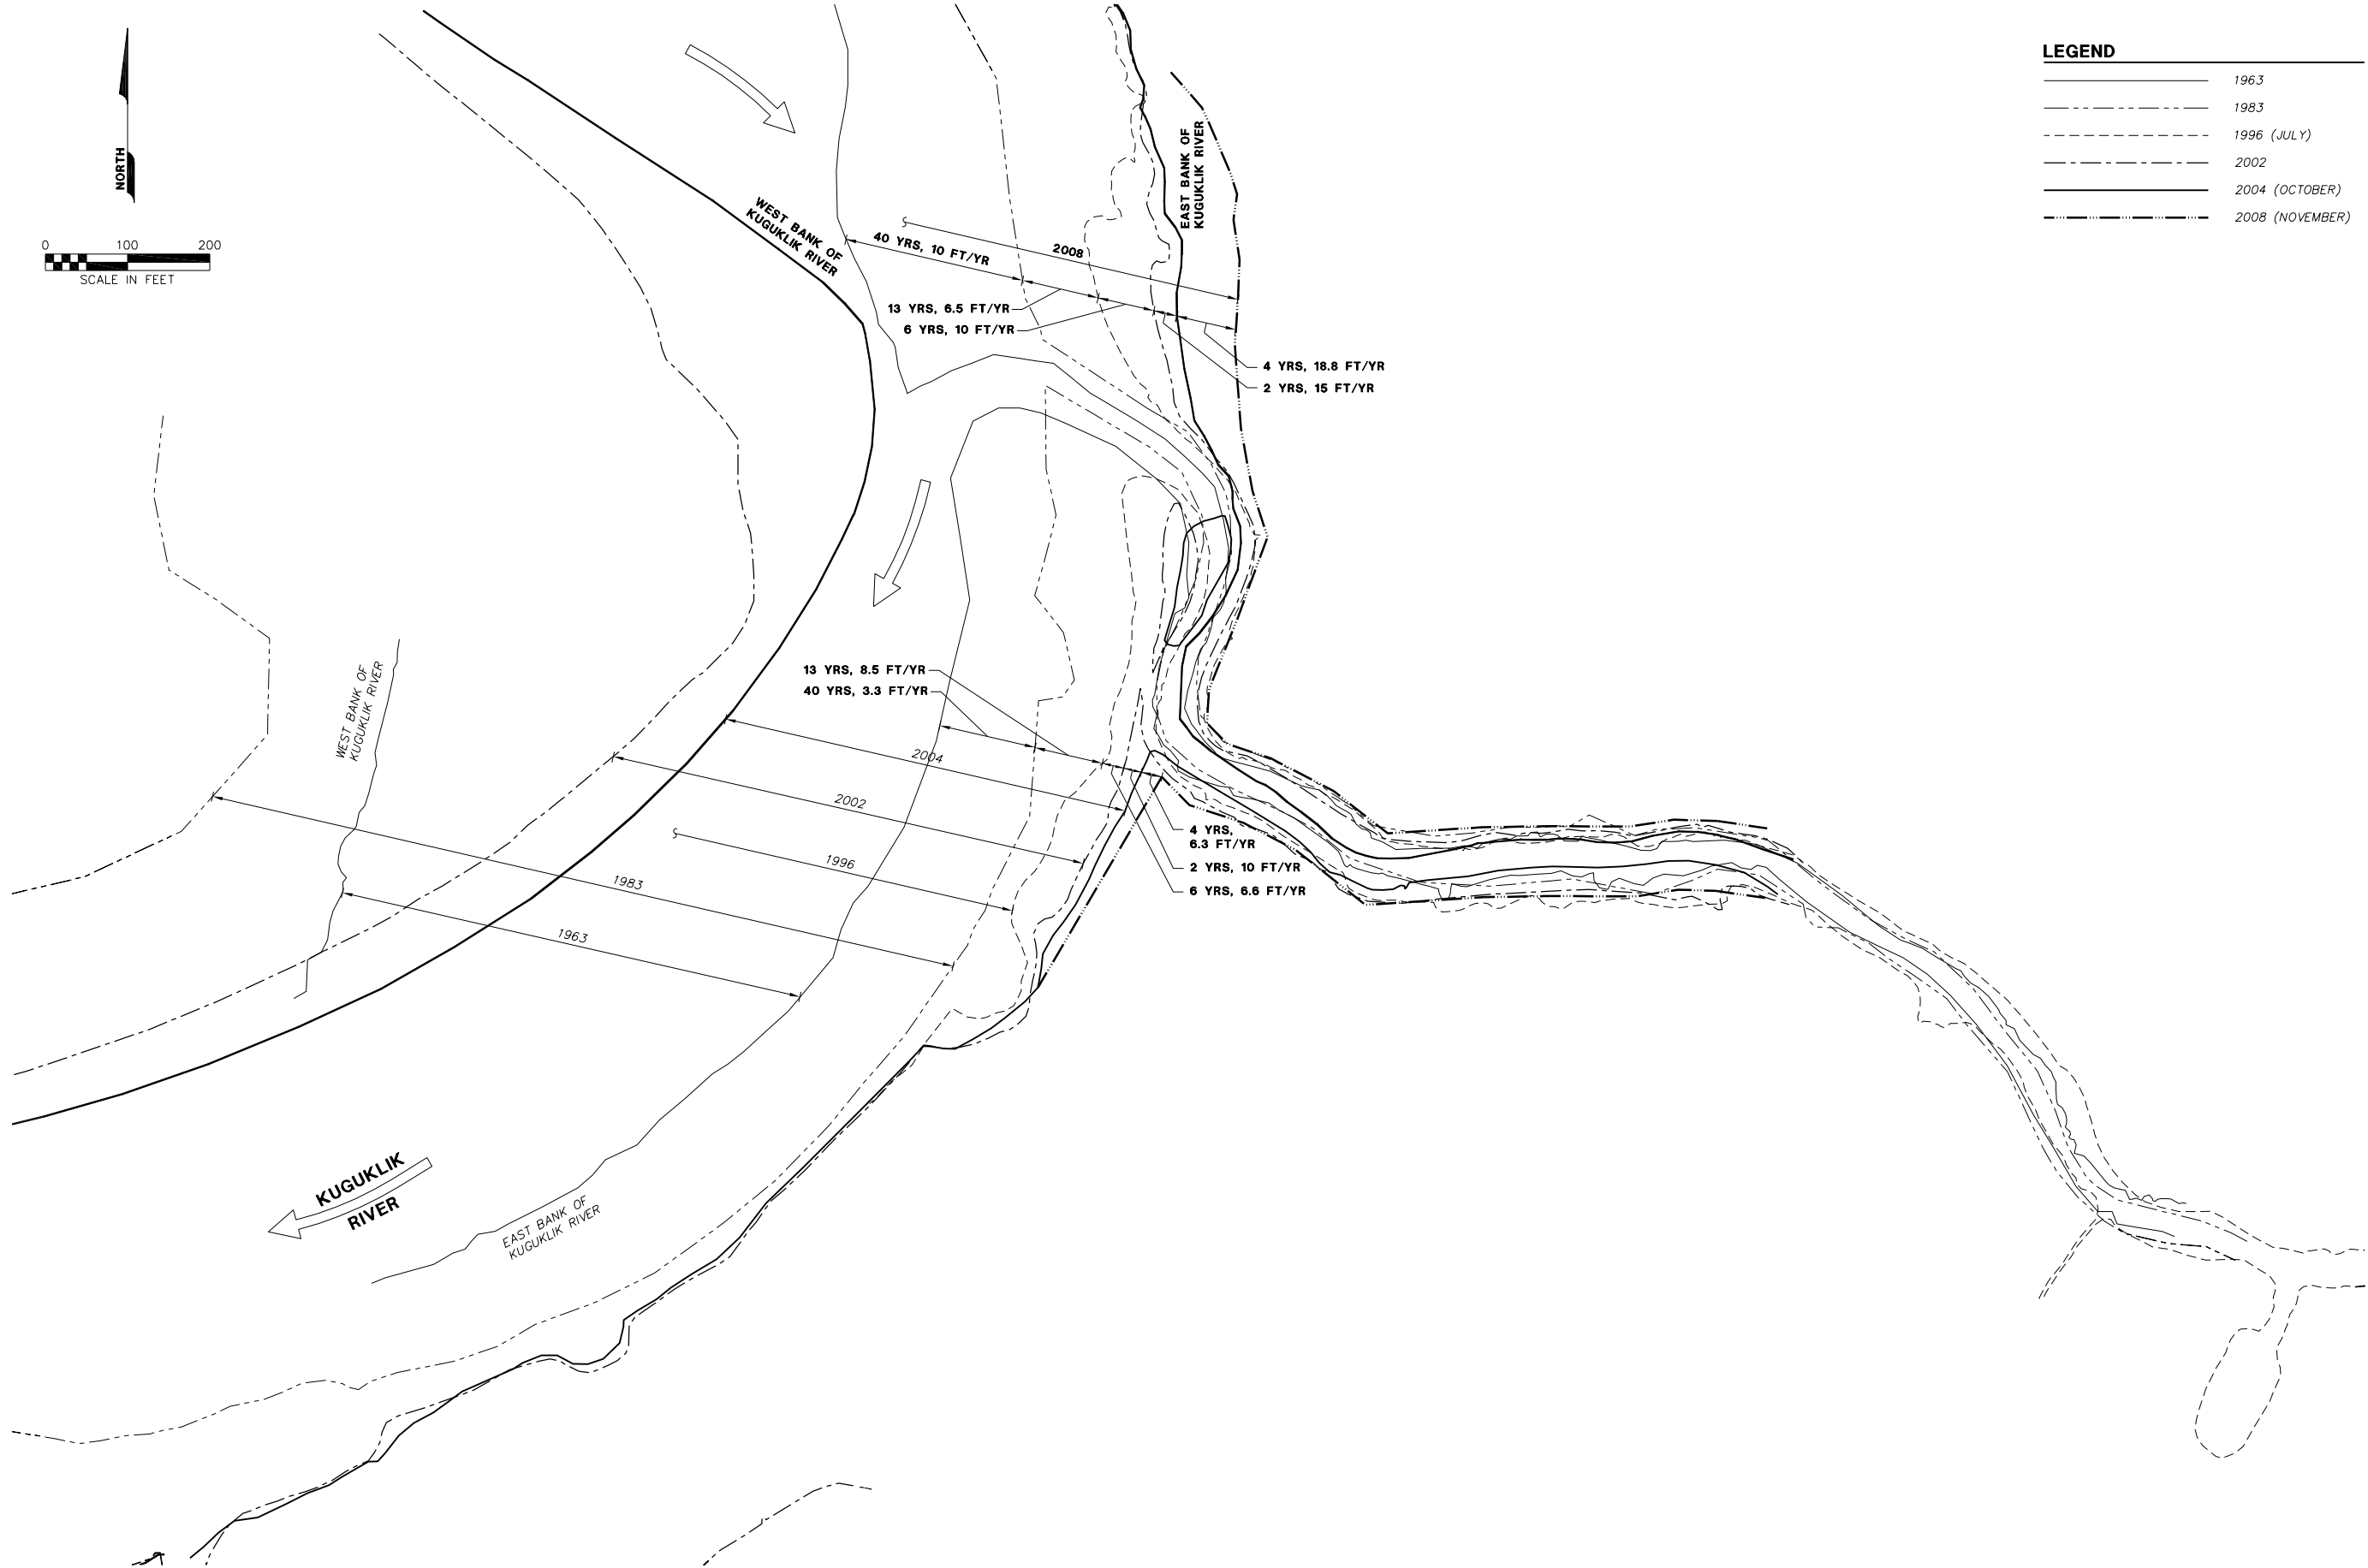 NORTH
0 100 200
SCALE IN FEET
LEGEND
1963
1983
1996 (JULY)
2002
2004 (OCTOBER)
2008 (NOVEMBER)
WEST BANK OF
KUGUKLIK RIVER
EAST BANK OF
KUGUKLIK RIVER
40 YRS, 10 FT/YR
2008
13 YRS, 6.5 FT/YR
6 YRS, 10 FT/YR
4 YRS, 18.8 FT/YR
2 YRS, 15 FT/YR
WEST BANK OF
KUGUKLIK RIVER
13 YRS, 8.5 FT/YR
40 YRS, 3.3 FT/YR
2004
2002
1996
1983
1963
4 YRS,
6.3 FT/YR
2 YRS, 10 FT/YR
6 YRS, 6.6 FT/YR
KUGUKLIK
RIVER
EAST BANK OF
KUGUKLIK RIVER